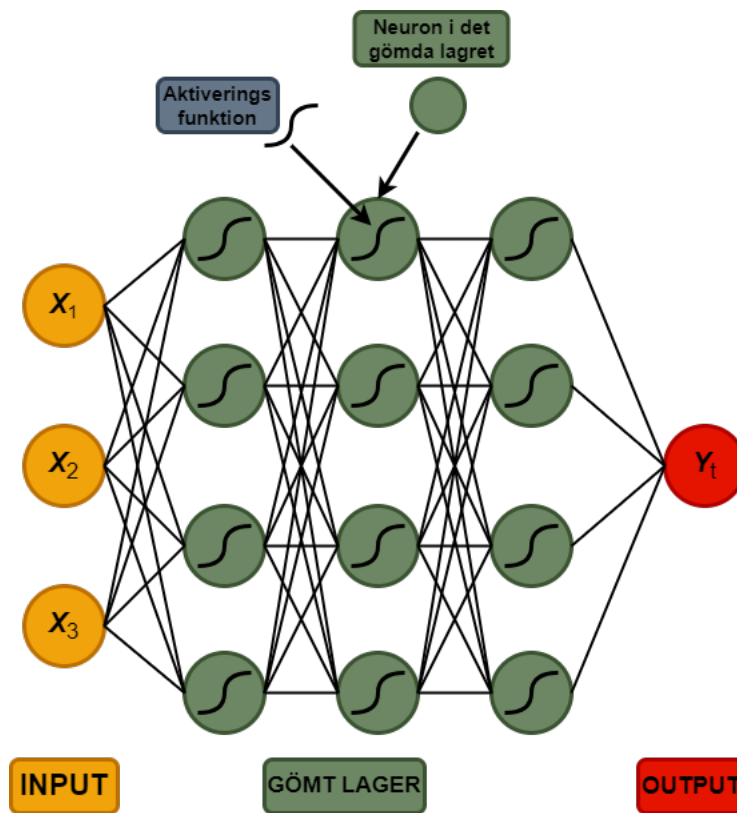 Neuron i det
gömda lagret
Aktiverings
funktion
X1
X2
X3
Yt
INPUT
GÖMT LAGER
OUTPUT